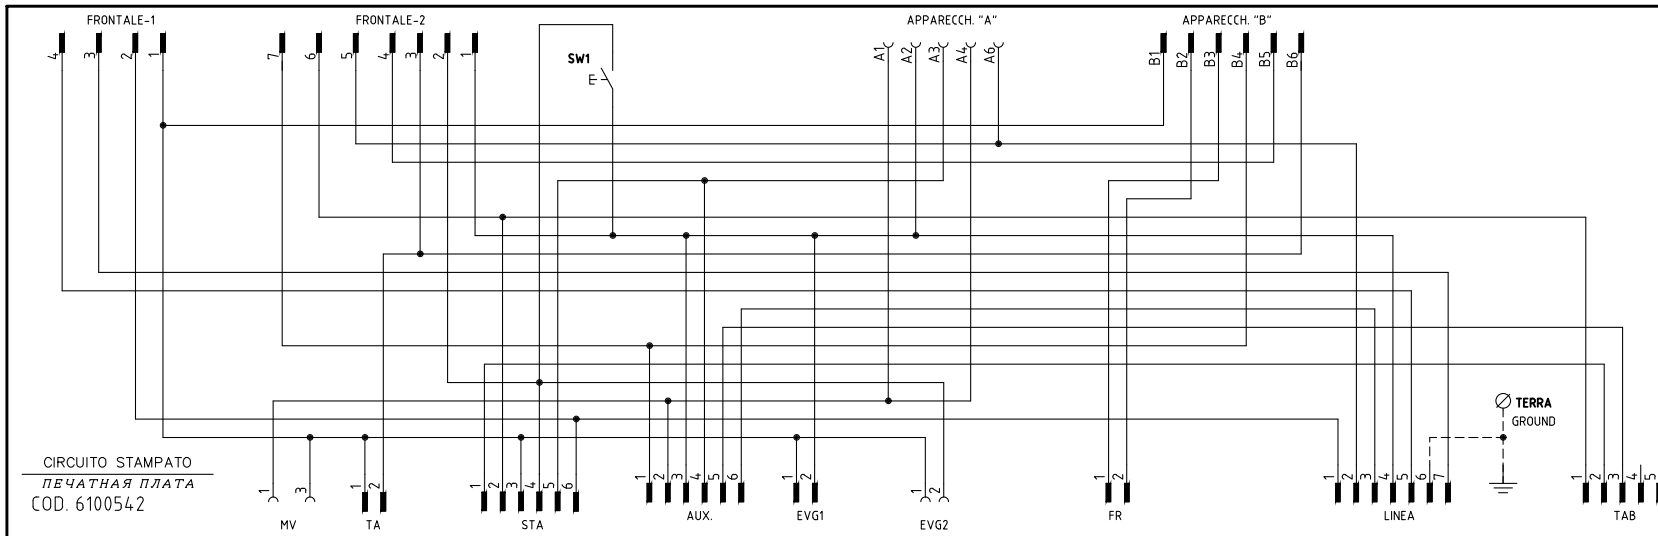 FRONTALE-1 FRONTALE-2 APPARECCH. "A" APPARECCH. "B"
4 3 2 1 7 6 5 4 3 2 1 A1 A2 A3 A4 A6 B1 B2 B3 B4 B5 B6
SW1
E
TERRA
GROUND
CIRCUITO STAMPATO
ПЕЧАТНАЯ ПЛАТА
COD. 6100542
1 3 1 2 1 2 3 4 5 6 1 2 3 4 5 6 1 2 1 2 1 2 1 2 3 4 5 6 7 1 2 3 4 5
MV TA STA AUX. EVG1 EVG2 FR LINEA TAB